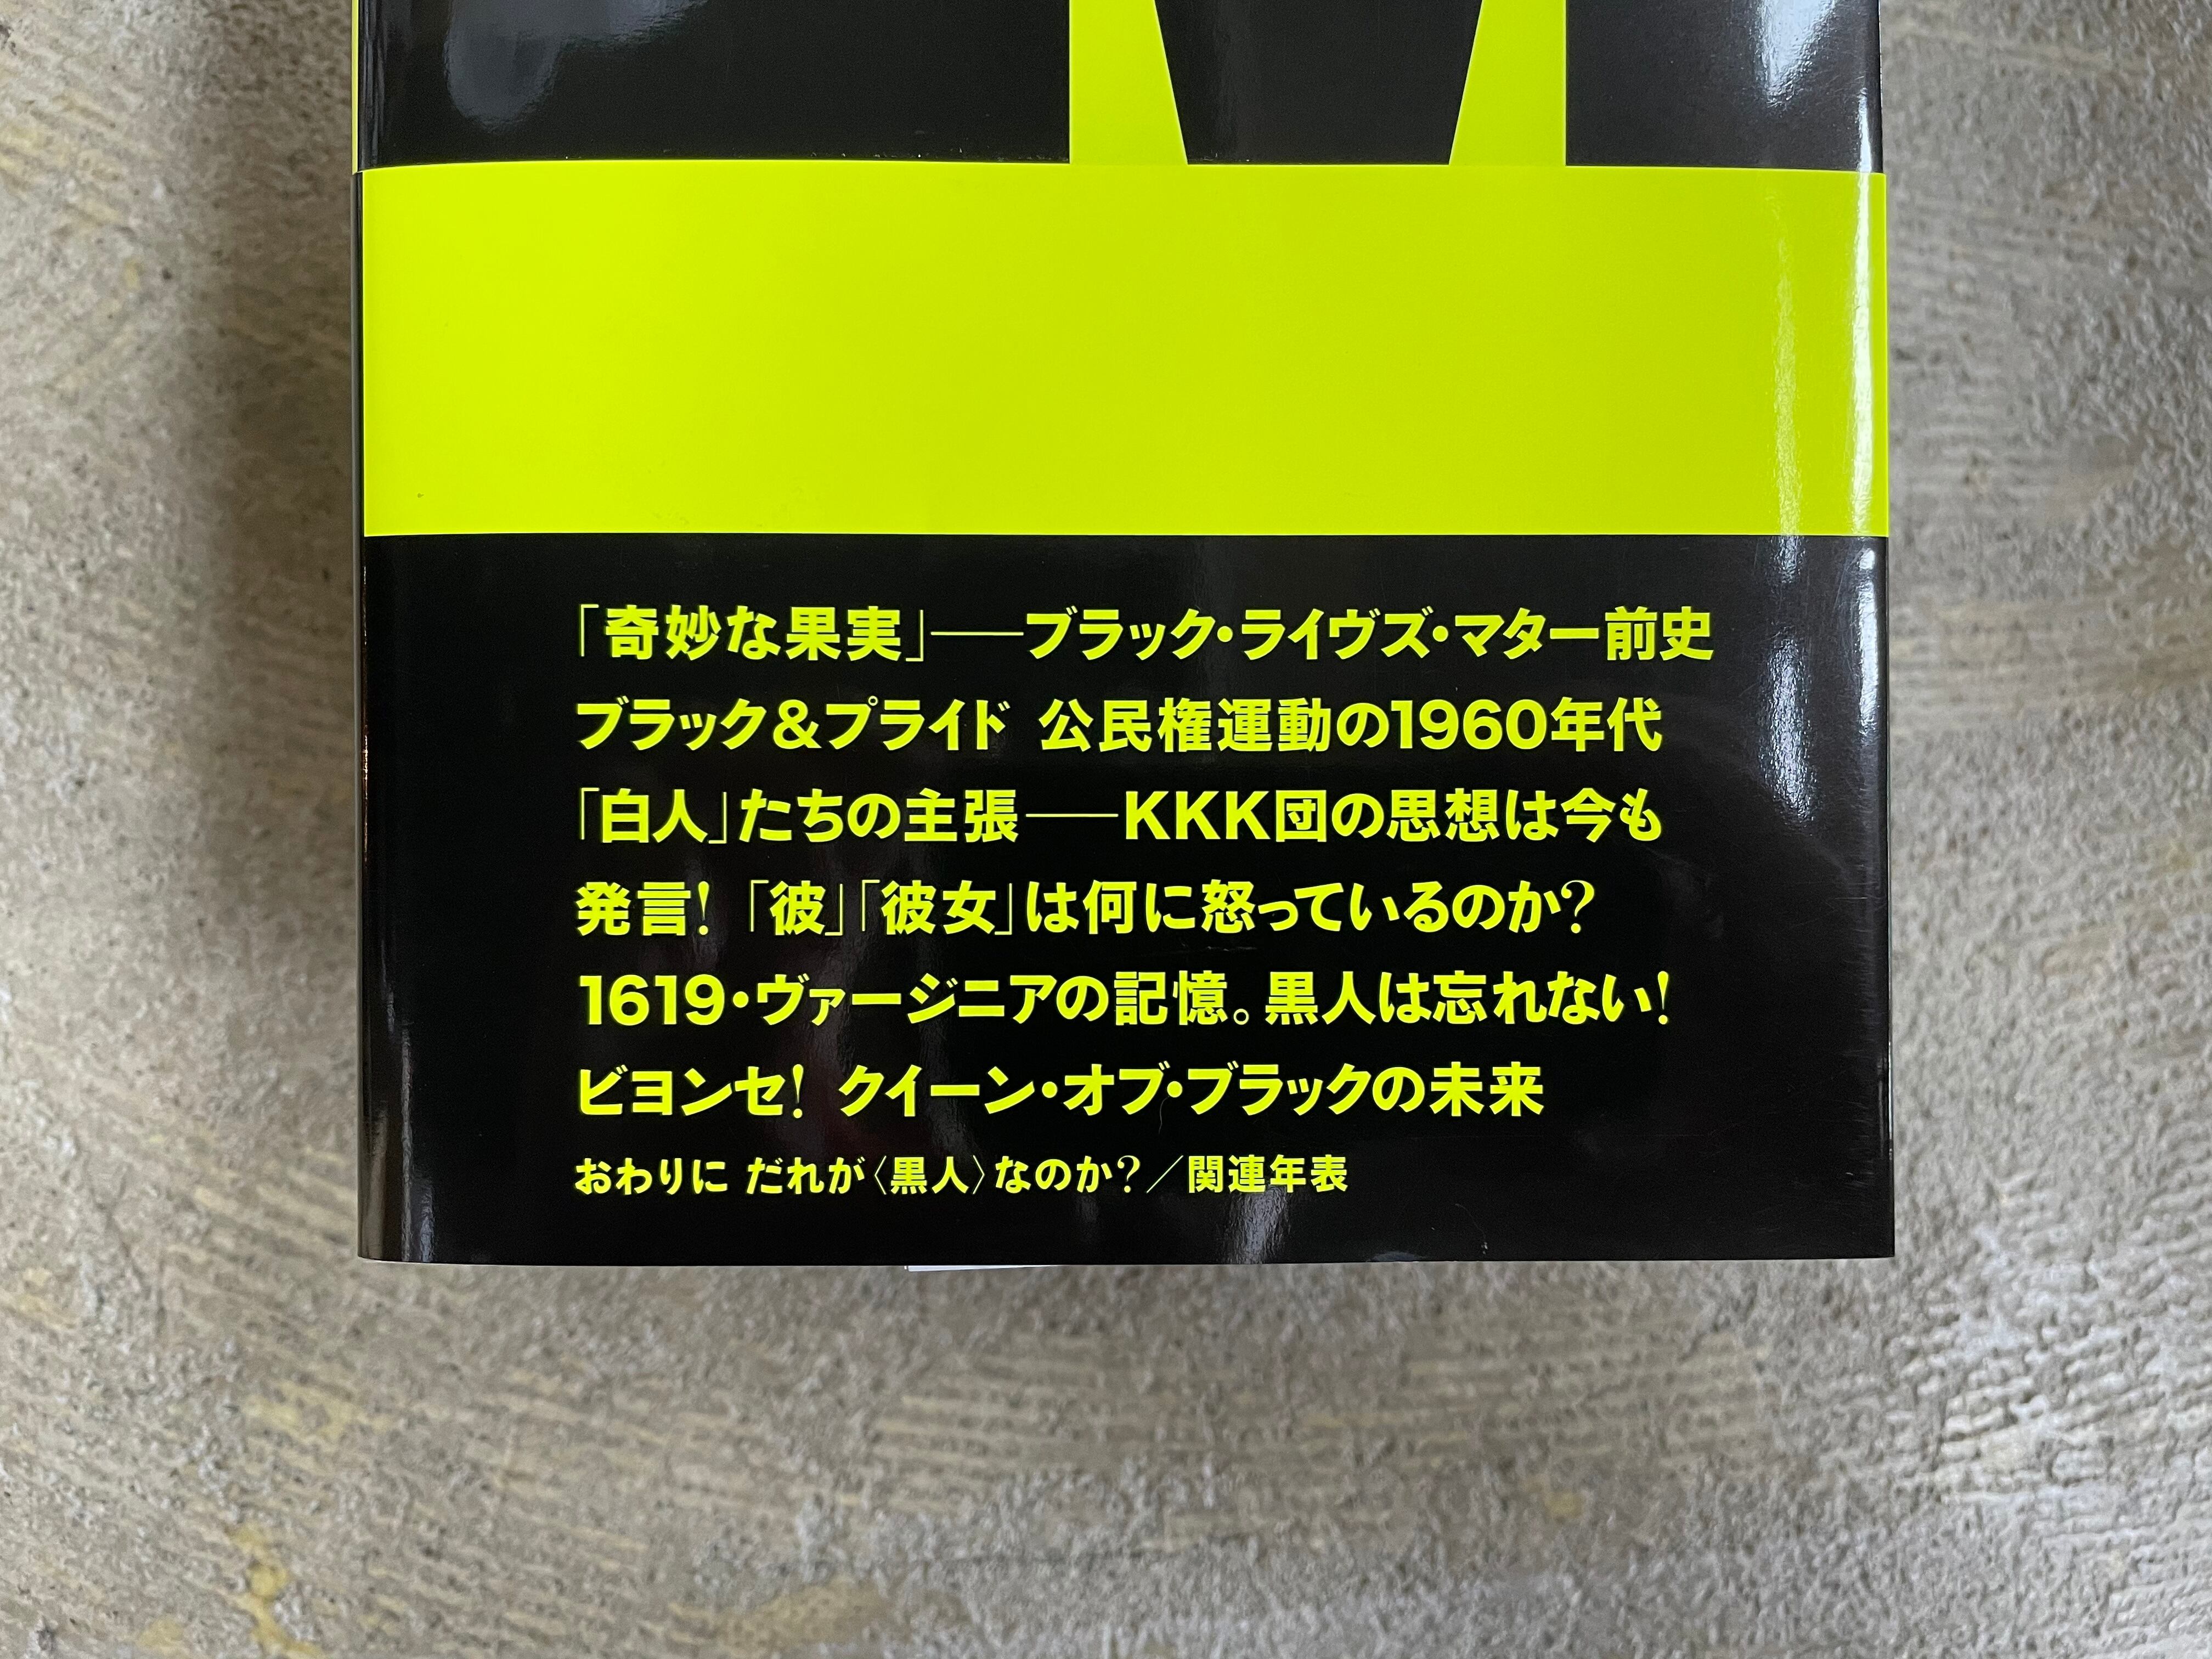 「奇妙な果実」――ブラック・ライヴズ・マター前史
ブラック&プライド 公民権運動の1960年代
「白人」たちの主張――KKK団の思想は今も
発言! 「彼」「彼女」は何に怒っているのか?
1619・ヴァージニアの記憶。黒人は忘れない!
ビヨンセ! クイーン・オブ・ブラックの未来
おわりに だれが〈黒人〉なのか?/関連年表